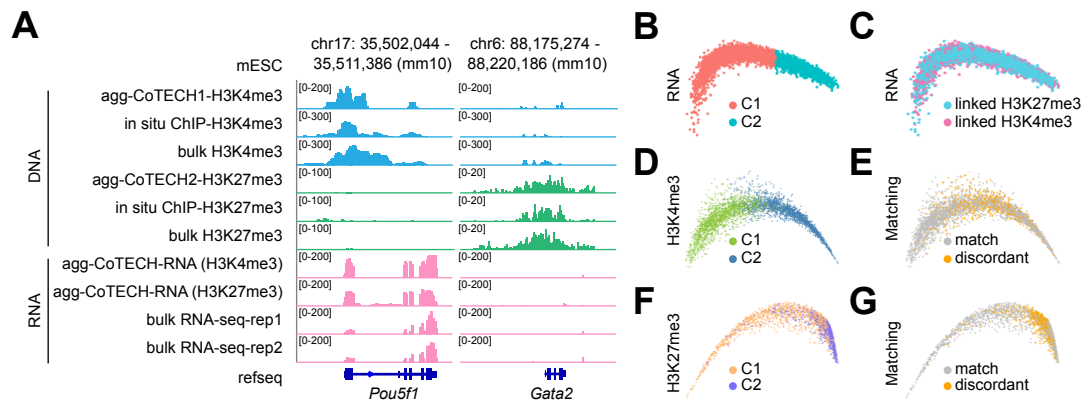 A
mESC
chr17: 35,502,044 -
35,511,386 (mm10)
chr6: 88,175,274 -
88,220,186 (mm10)
DNA
agg-CoTECH1-H3K4me3
[0-200]
[0-200]
in situ ChIP-H3K4me3
[0-300]
[0-300]
bulk H3K4me3
[0-300]
[0-300]
agg-CoTECH2-H3K27me3
[0-100]
[0-20]
in situ ChIP-H3K27me3
[0-100]
[0-20]
bulk H3K27me3
[0-100]
[0-20]
RNA
agg-CoTECH-RNA (H3K4me3)
[0-200]
[0-200]
agg-CoTECH-RNA (H3K27me3)
[0-200]
[0-200]
bulk RNA-seq-rep1
[0-200]
[0-200]
bulk RNA-seq-rep2
[0-200]
[0-200]
refseq
Pou5f1
Gata2
B
RNA
C1
C2
C
RNA
linked H3K27me3
linked H3K4me3
D
H3K4me3
C1
C2
E
Matching
match
discordant
F
H3K27me3
C1
C2
G
Matching
match
discordant